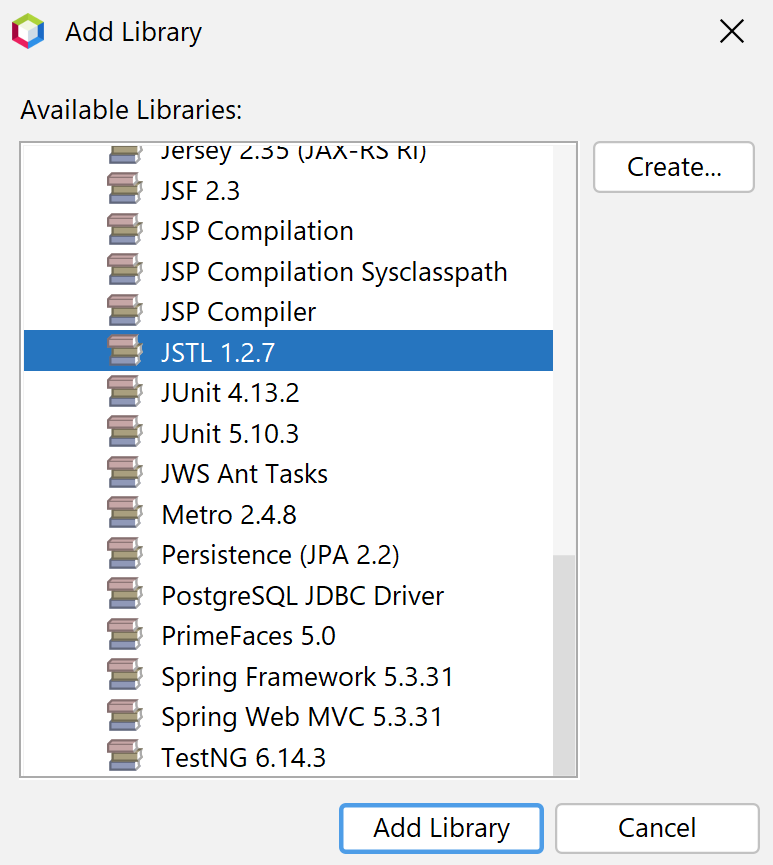 Add Library
Available Libraries:
Create...
Jersey 2.35 (JAX-RS RI)
JSF 2.3
JSP Compilation
JSP Compilation Sysclasspath
JSP Compiler
JSTL 1.2.7
JUnit 4.13.2
JUnit 5.10.3
JWS Ant Tasks
Metro 2.4.8
Persistence (JPA 2.2)
PostgreSQL JDBC Driver
PrimeFaces 5.0
Spring Framework 5.3.31
Spring Web MVC 5.3.31
TestNG 6.14.3
Add Library
Cancel